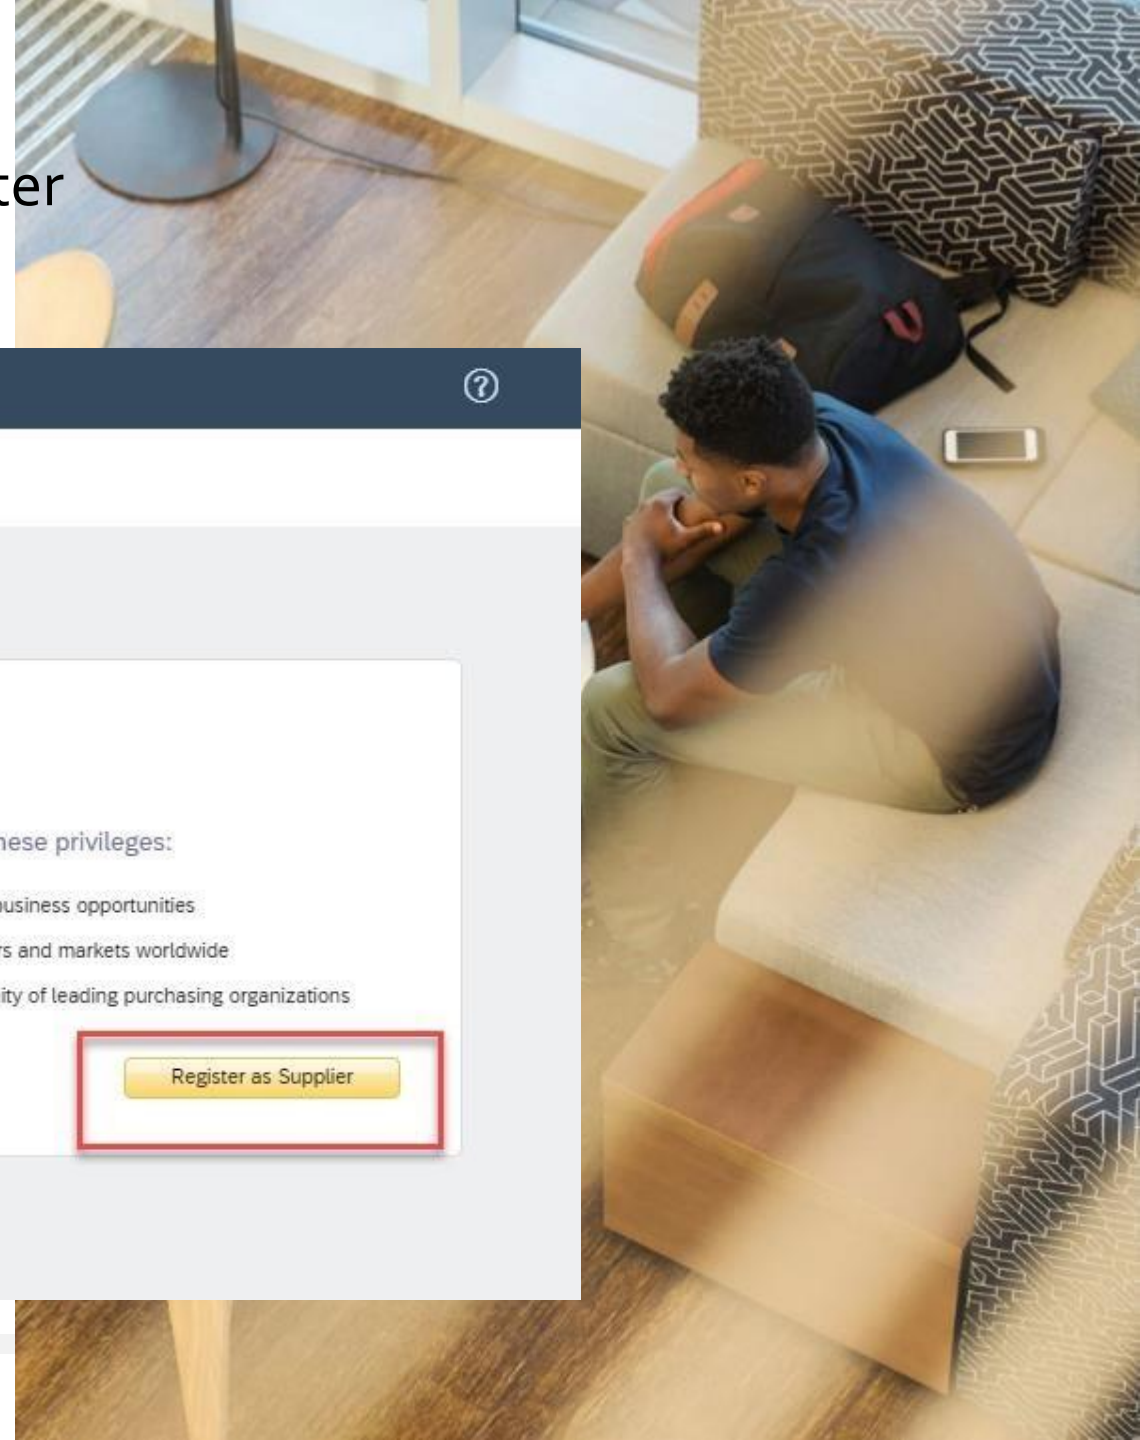 ter
?
hese privileges:
business opportunities
rs and markets worldwide
ity of leading purchasing organizations
Register as Supplier